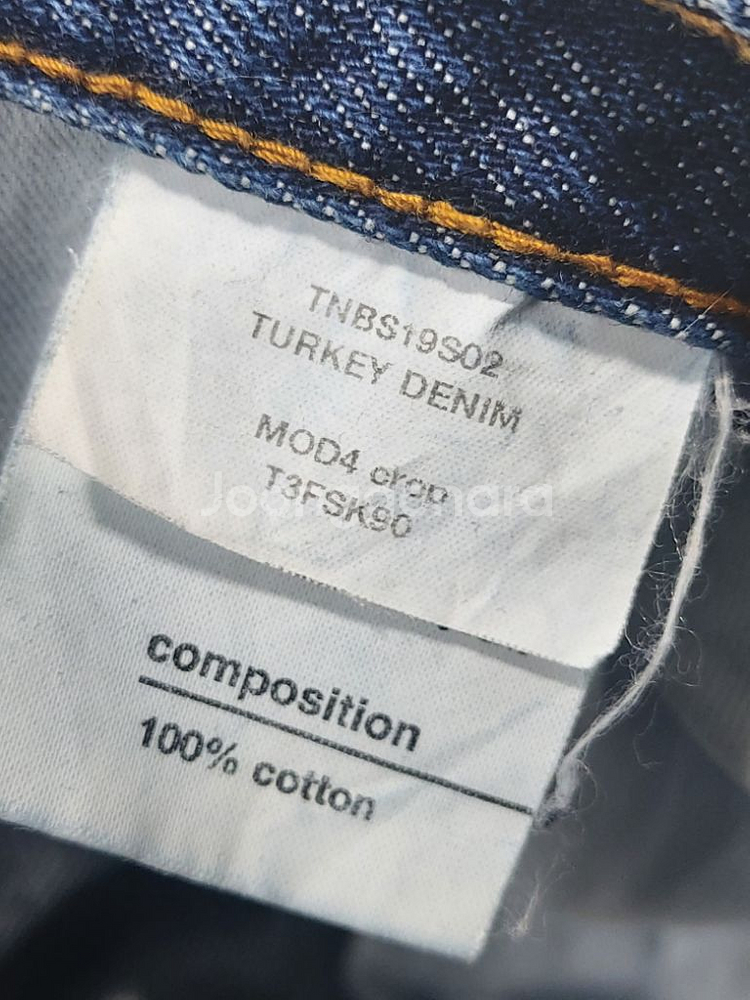 TNBS19S02
TURKEY DENIM
MOD4 crop
T3FSK90
composition
100% cotton